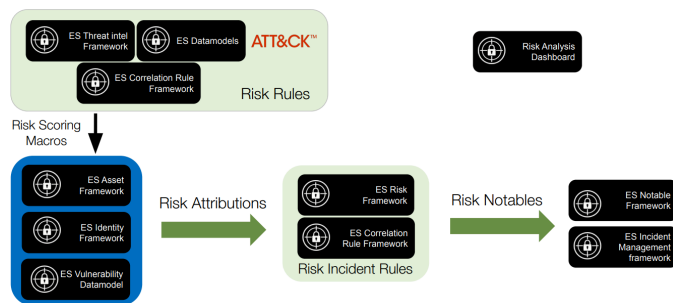 ES Threat intel
Framework
ES Datamodels
ATT&CK™
ES Correlation Rule
Framework
Risk Rules
Risk Analysis
Dashboard
Risk Scoring
Macros
ES Asset
Framework
ES Identity
Framework
ES Vulnerability
Datamodel
Risk Attributions
ES Risk
Framework
ES Correlation
Rule Framework
Risk Incident Rules
Risk Notables
ES Notable
Framework
ES Incident
Management
framework